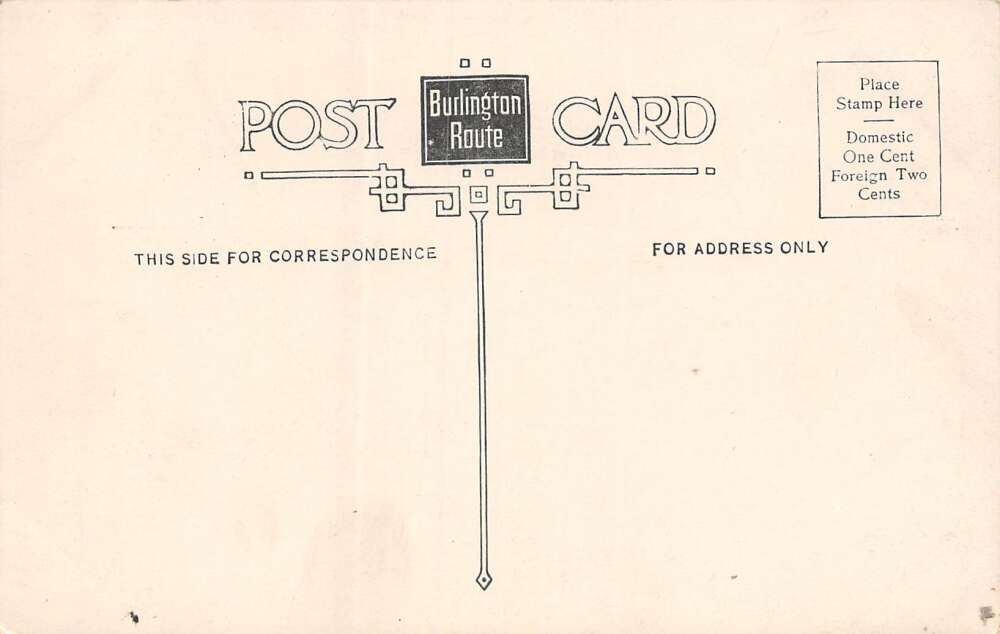 POST
Burlington
Route
CARD
Place
Stamp Here
Domestic
One Cent
Foreign Two
Cents
THIS SIDE FOR CORRESPONDENCE
FOR ADDRESS ONLY